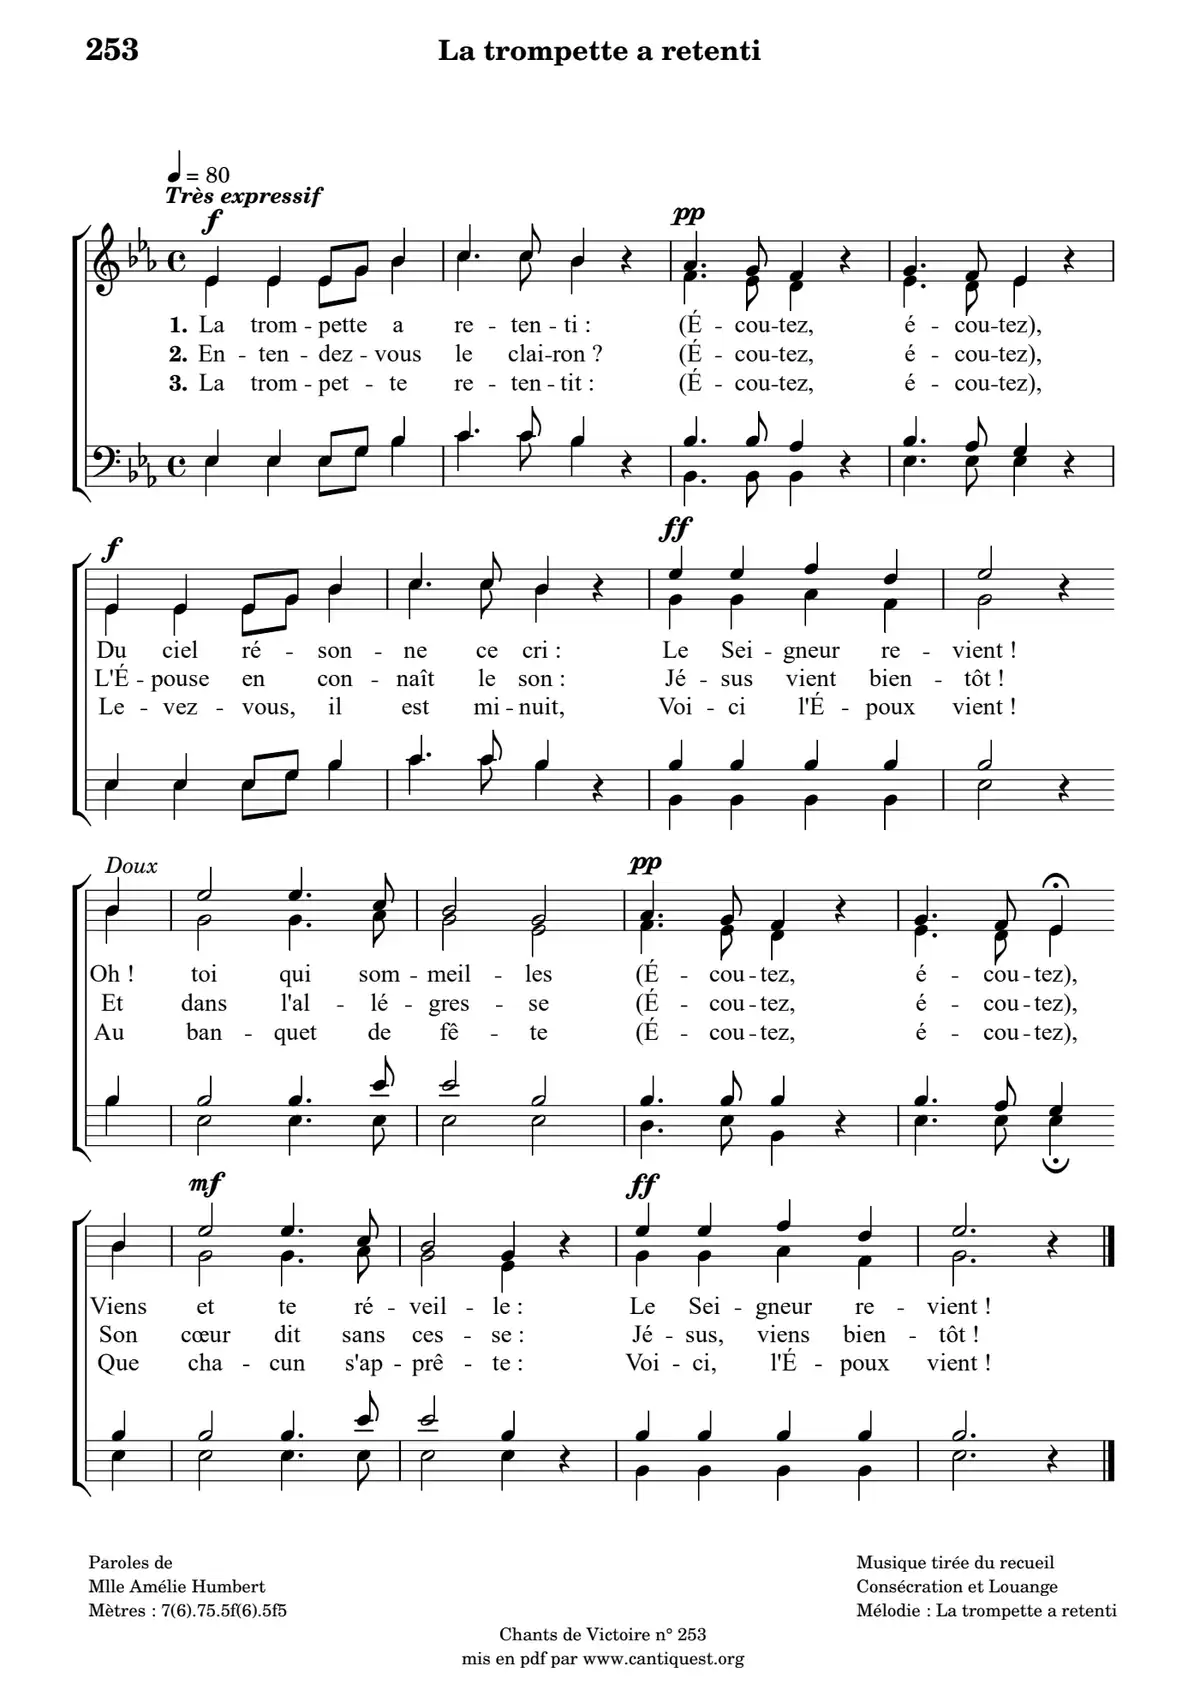 253
La trompette a retenti
= 80
Très expressif
f
pp
1. La trom - pette a re - ten - ti : (É - cou-tez, é - cou-tez),
2. En - ten - dez - vous le clai-ron ? (É - cou-tez, é - cou-tez),
3. La trom - pet - te re - ten - tit : (É - cou-tez, é - cou-tez),
f
ff
Du ciel ré - son - ne ce cri : Le Sei - gneur re - vient !
L'É - pouse en con - naît le son : Jé - sus vient bien - tôt !
Le - vez - vous, il est mi - nuit, Voi - ci l'É - poux vient !
Doux
pp
Oh ! toi qui som - meil - les (É - cou - tez, é - cou - tez),
Et dans l'al - lé - gres - se (É - cou - tez, é - cou - tez),
Au ban - quet de fê - te (É - cou - tez, é - cou - tez),
mf
ff
Viens et te ré - veil - le : Le Sei - gneur re - vient !
Son cœur dit sans ces - se : Jé - sus, viens bien - tôt !
Que cha - cun s'ap - prê - te : Voi - ci, l'É - poux vient !
Paroles de
Mlle Amélie Humbert
Mètres : 7(6).75.5f(6).5f5
Musique tirée du recueil
Consécration et Louange
Mélodie : La trompette a retenti
Chants de Victoire n° 253
mis en pdf par www.cantiquest.org